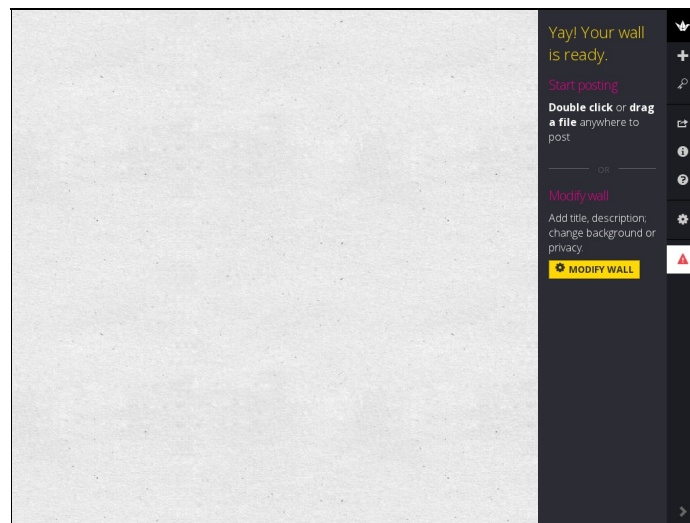 Yay! Your wall
is ready.
Start posting
Double click or drag
a file anywhere to
post
OR
Modify wall
Add title, description;
change background or
privacy.
MODIFY WALL